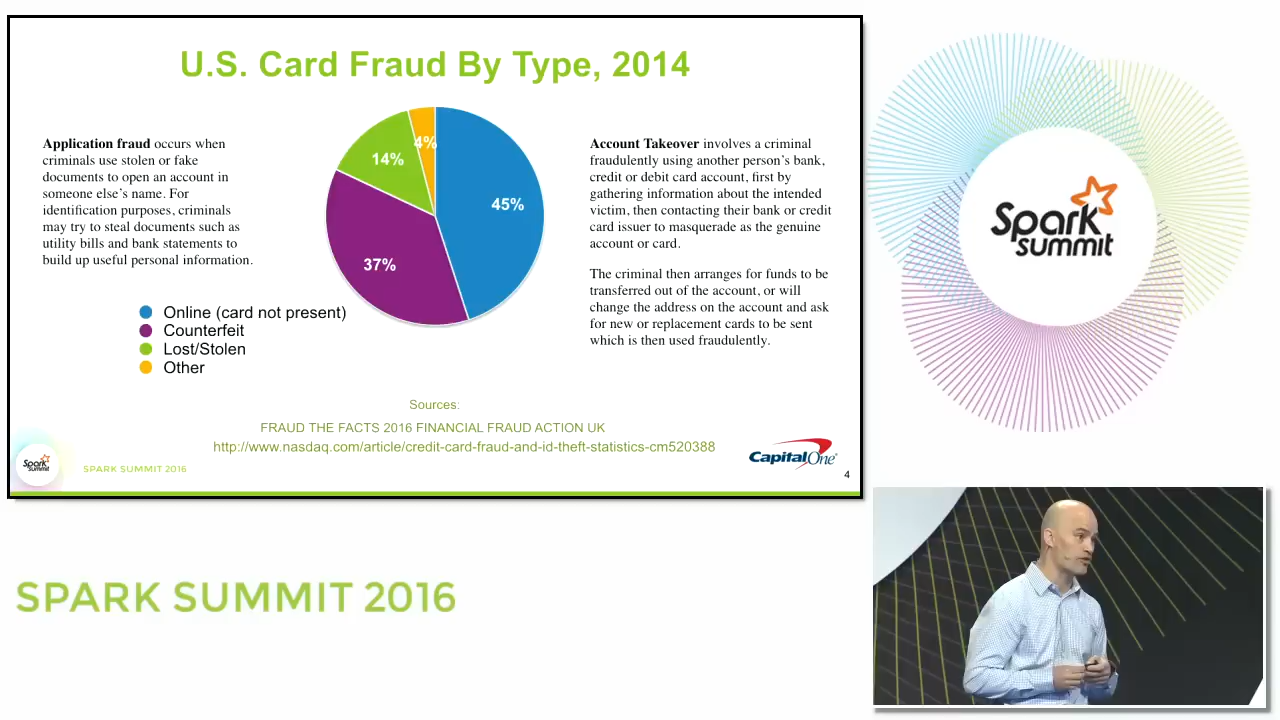 U.S. Card Fraud By Type, 2014
Application fraud occurs when
criminals use stolen or fake
documents to open an account in
someone else's name. For
identification purposes, criminals
may try to steal documents such as
utility bills and bank statements to
build up useful personal information.
4%
14%
45%
37%
Online (card not present)
Counterfeit
Lost/Stolen
Other
Account Takeover involves a criminal
fraudulently using another person's bank,
credit or debit card account, first by
gathering information about the intended
victim, then contacting their bank or credit
card issuer to masquerade as the genuine
account or card.
The criminal then arranges for funds to be
transferred out of the account, or will
change the address on the account and ask
for new or replacement cards to be sent
which is then used fraudulently.
Sources:
FRAUD THE FACTS 2016 FINANCIAL FRAUD ACTION UK
http://www.nasdaq.com/article/credit-card-fraud-and-id-theft-statistics-cm520388
Spark
summit
SPARK SUMMIT 2016
CapitalOne
4
Spark
summit
SPARK SUMMIT 2016